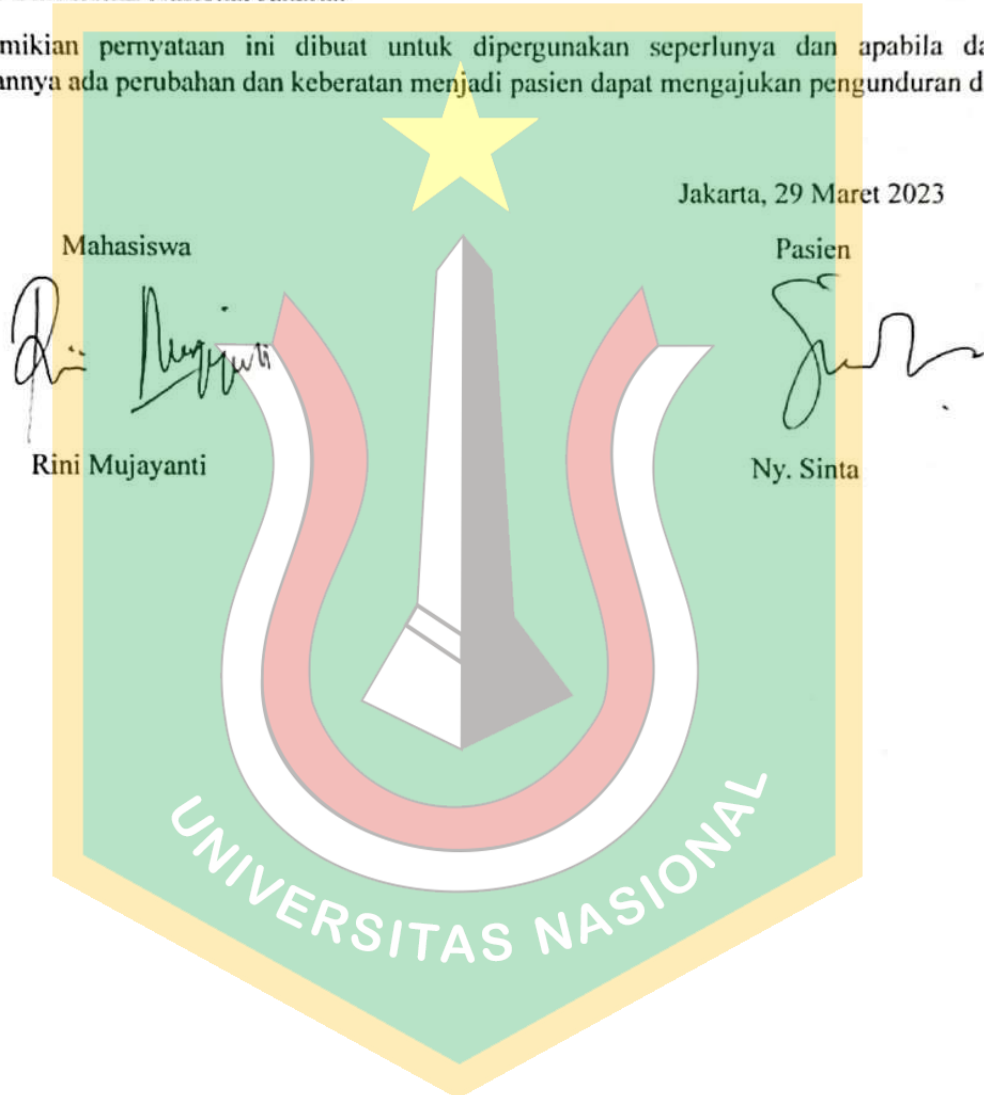 mikian pernyataan ini dibuat untuk dipergunakan seperlunya dan apabila da
annya ada perubahan dan keberatan menjadi pasien dapat mengajukan pengunduran d
Jakarta, 29 Maret 2023
Mahasiswa
Pasien
Rini Mujayanti
Ny. Sinta
UNIVERSITAS NASIONAL